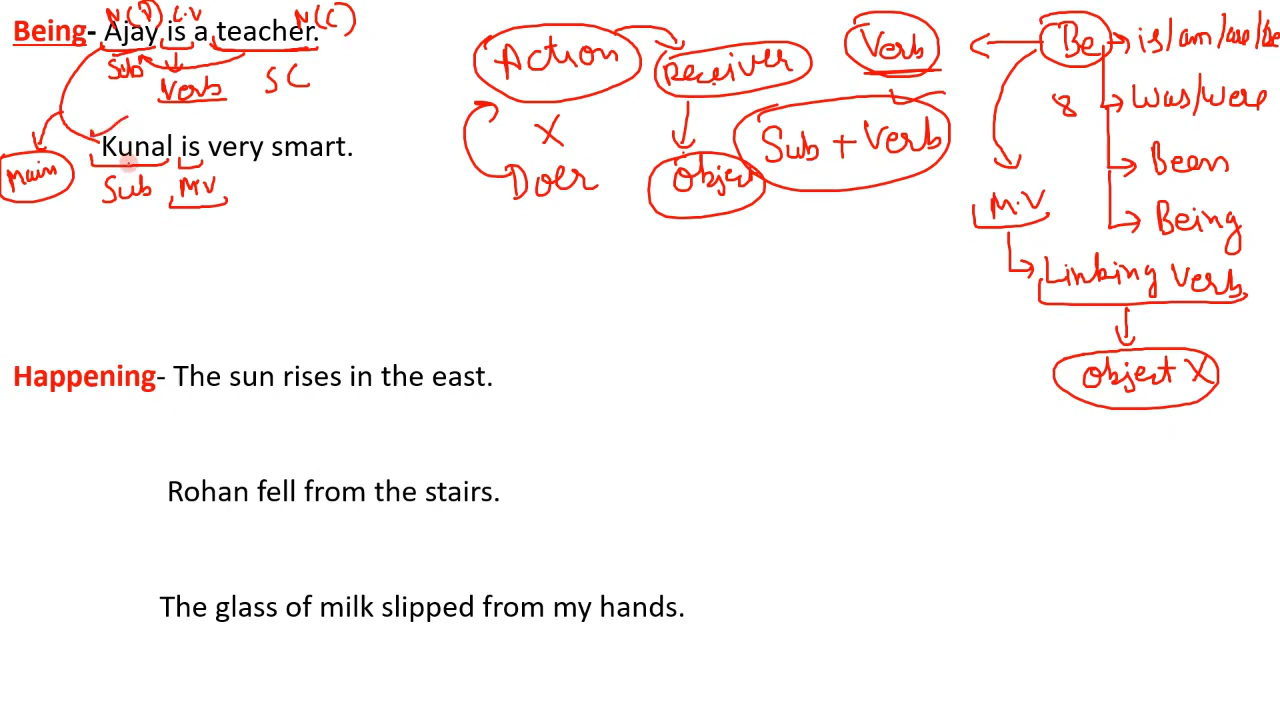 N(P) L.V N(C)
Being- Ajay is a teacher.
Sub Verb SC
Kunal is very smart.
Main
Sub M.V
Action
Receiver
X
Doer
Object
Verb
Sub + Verb
Be
is/am/are/be
8
Was/were
Been
Being
M.V
Linking Verb
Object X
Happening- The sun rises in the east.
Rohan fell from the stairs.
The glass of milk slipped from my hands.